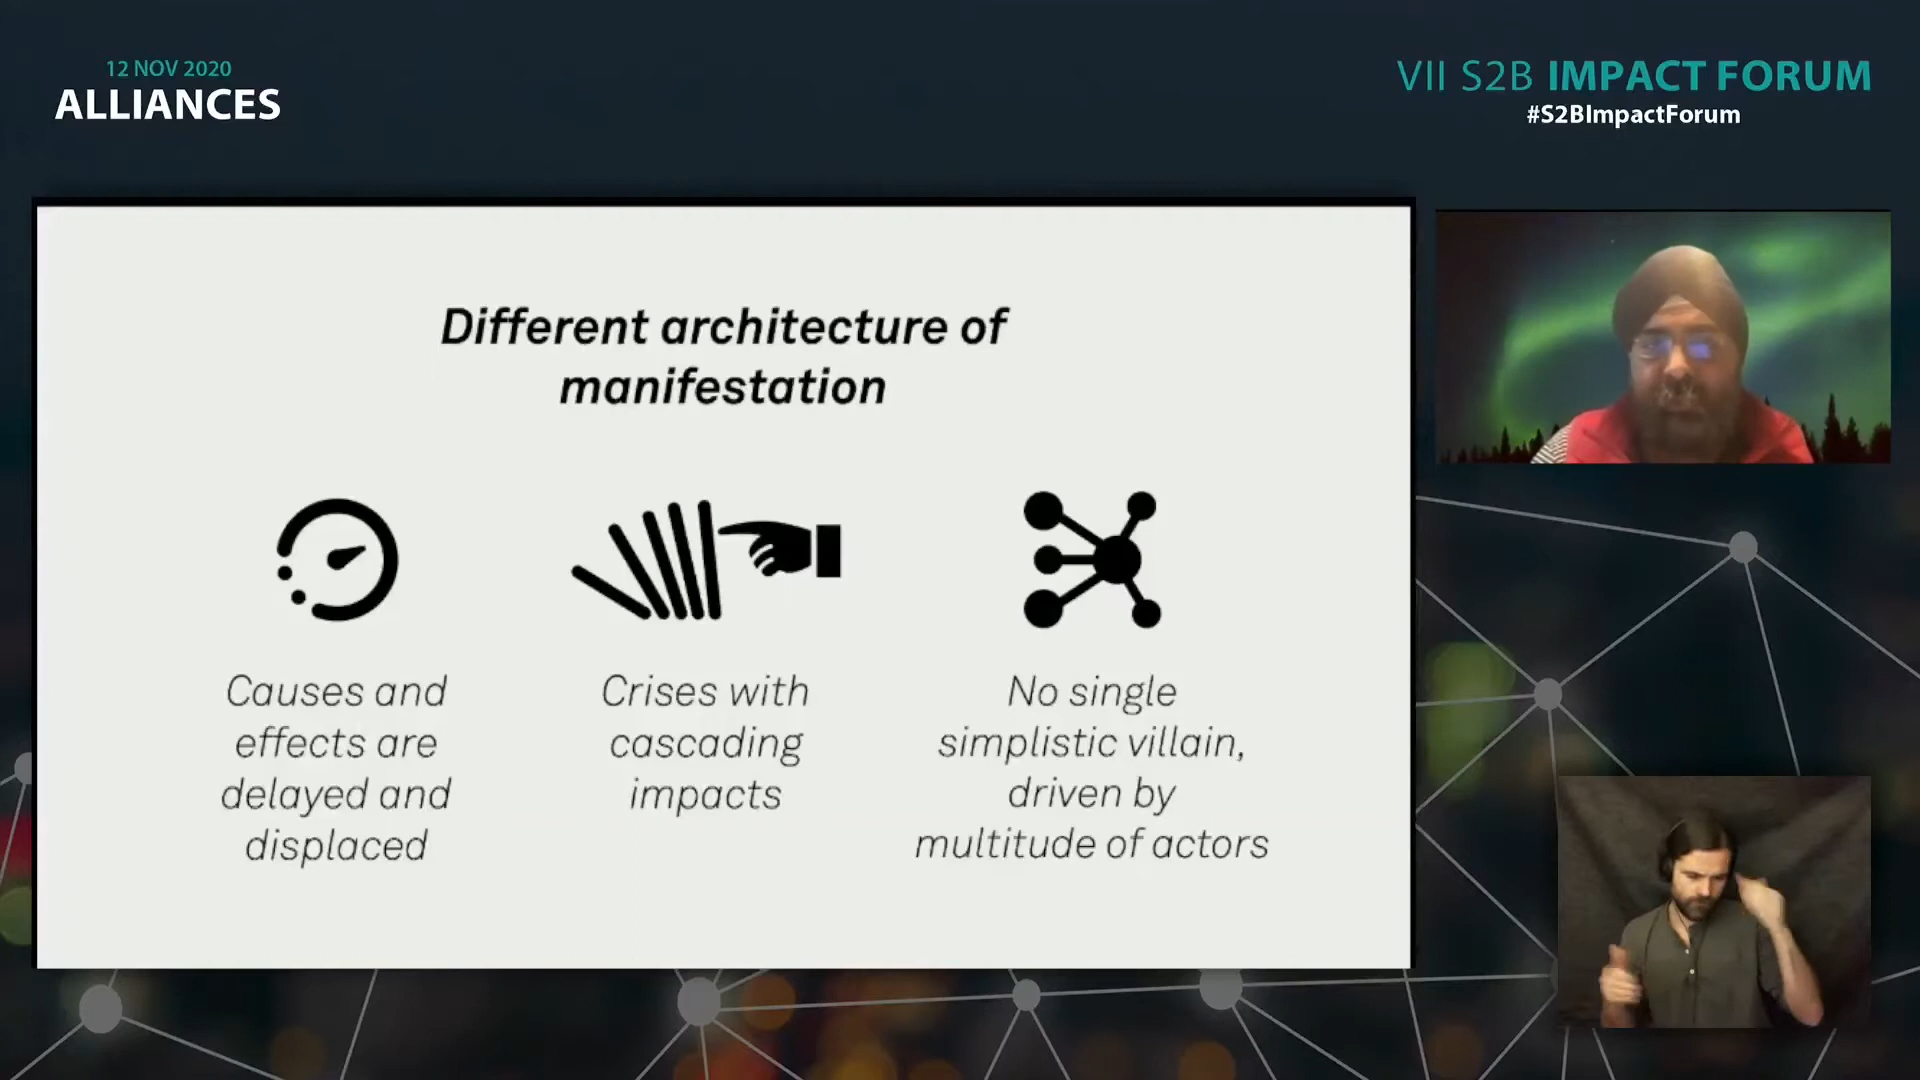 12 NOV 2020
ALLIANCES
VII S2B IMPACT FORUM
#S2BImpactForum
Different architecture of
manifestation
Causes and
effects are
delayed and
displaced
Crises with
cascading
impacts
No single
simplistic villain,
driven by
multitude of actors